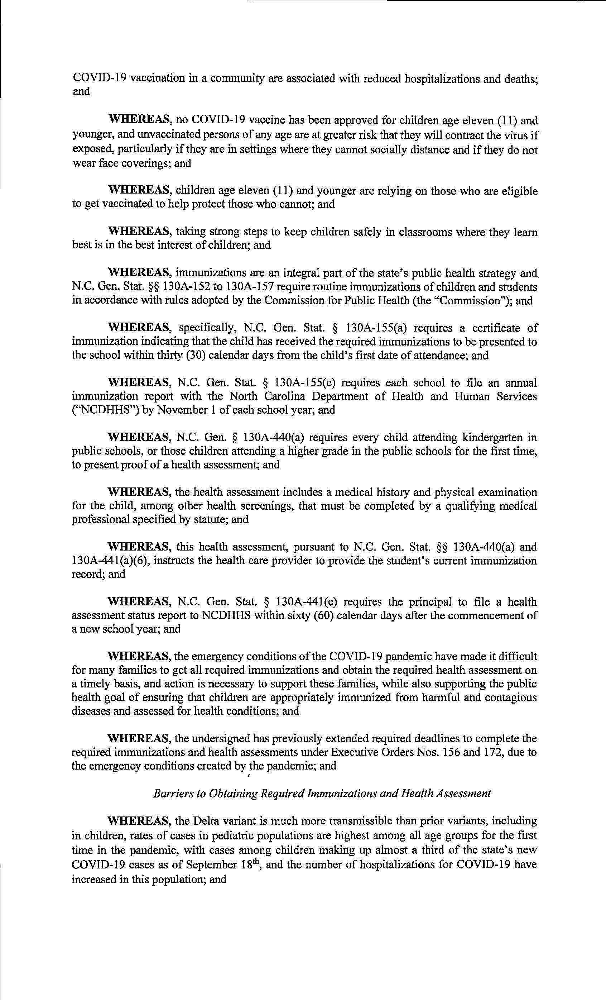 COVID-19 vaccination in a community are associated with reduced hospitalizations and deaths;
and
WHEREAS, no COVID-19 vaccine has been approved for children age eleven (11) and
younger, and unvaccinated persons of any age are at greater risk that they will contract the virus if
exposed, particularly if they are in settings where they cannot socially distance and if they do not
wear face coverings; and
WHEREAS, children age eleven (11) and younger are relying on those who are eligible
to get vaccinated to help protect those who cannot; and
WHEREAS, taking strong steps to keep children safely in classrooms where they learn
best is in the best interest of children; and
WHEREAS, immunizations are an integral part of the state's public health strategy and
N.C. Gen. Stat. §§ 130A-152 to 130A-157 require routine immunizations of children and students
in accordance with rules adopted by the Commission for Public Health (the “Commission”); and
WHEREAS, specifically, N.C. Gen. Stat. § 130A-155(a) requires a certificate of
immunization indicating that the child has received the required immunizations to be presented to
the school within thirty (30) calendar days from the child's first date of attendance; and
WHEREAS, N.C. Gen. Stat. § 130A-155(c) requires each school to file an annual
immunization report with the North Carolina Department of Health and Human Services
(“NCDHHS”) by November 1 of each school year; and
WHEREAS, N.C. Gen. § 130A-440(a) requires every child attending kindergarten in
public schools, or those children attending a higher grade in the public schools for the first time,
to present proof of a health assessment; and
WHEREAS, the health assessment includes a medical history and physical examination
for the child, among other health screenings, that must be completed by a qualifying medical
professional specified by statute; and
WHEREAS, this health assessment, pursuant to N.C. Gen. Stat. §§ 130A-440(a) and
130A-441(a)(6), instructs the health care provider to provide the student's current immunization
record; and
WHEREAS, N.C. Gen. Stat. § 130A-441(c) requires the principal to file a health
assessment status report to NCDHHS within sixty (60) calendar days after the commencement of
a new school year; and
WHEREAS, the emergency conditions of the COVID-19 pandemic have made it difficult
for many families to get all required immunizations and obtain the required health assessment on
a timely basis, and action is necessary to support these families, while also supporting the public
health goal of ensuring that children are appropriately immunized from harmful and contagious
diseases and assessed for health conditions; and
WHEREAS, the undersigned has previously extended required deadlines to complete the
required immunizations and health assessments under Executive Orders Nos. 156 and 172, due to
the emergency conditions created by the pandemic; and
Barriers to Obtaining Required Immunizations and Health Assessment
WHEREAS, the Delta variant is much more transmissible than prior variants, including
in children, rates of cases in pediatric populations are highest among all age groups for the first
time in the pandemic, with cases among children making up almost a third of the state's new
COVID-19 cases as of September 18th, and the number of hospitalizations for COVID-19 have
increased in this population; and